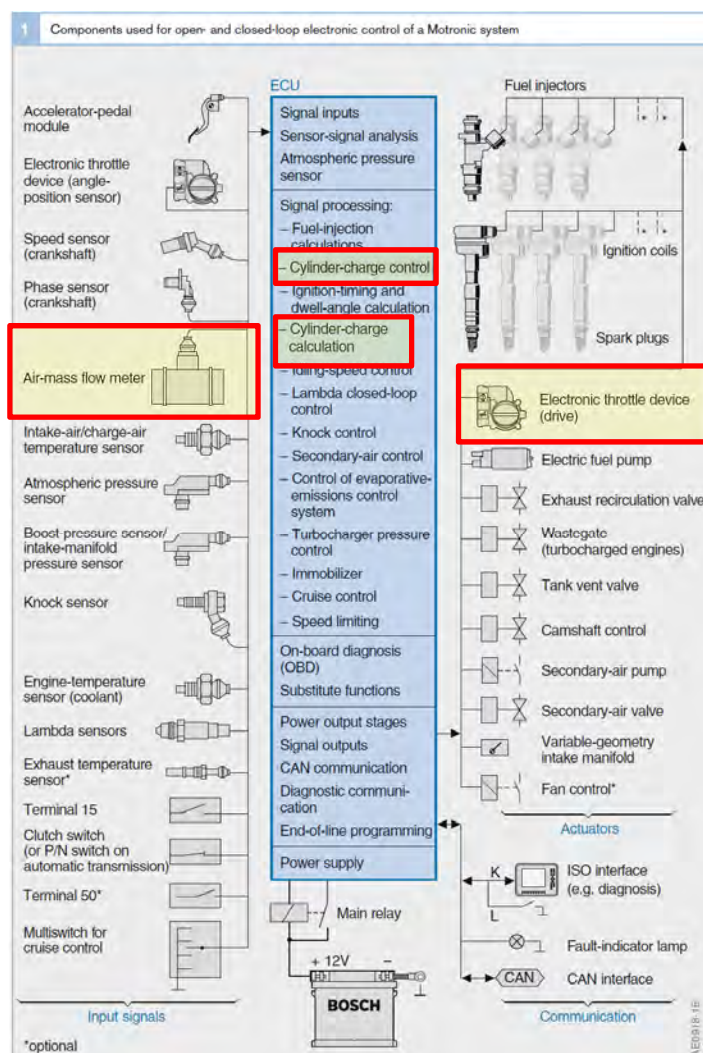 1 Components used for open- and closed-loop electronic control of a Motronic system
Accelerator-pedal
module
Electronic throttle
device (angle-
position sensor)
Speed sensor
(crankshaft)
Phase sensor
(crankshaft)
Air-mass flow meter
Intake-air/charge-air
temperature sensor
Atmospheric pressure
sensor
Boost pressure sensor/
intake-manifold
pressure sensor
Knock sensor
Engine-temperature
sensor (coolant)
Lambda sensors
Exhaust temperature
sensor*
Terminal 15
Clutch switch
(or P/N switch on
automatic transmission)
Terminal 50*
Multiswitch for
cruise control
Input signals
*optional
ECU
Signal inputs
Sensor-signal analysis
Atmospheric pressure
sensor
Signal processing:
– Fuel-injection
calculations
– Cylinder-charge control
– Ignition-timing and
dwell-angle calculation
– Cylinder-charge
calculation
– Idling-speed control
– Lambda closed-loop
control
– Knock control
– Secondary-air control
– Control of evaporative-
emissions control
system
– Turbocharger pressure
control
– Immobilizer
– Cruise control
– Speed limiting
On-board diagnosis
(OBD)
Substitute functions
Power output stages
Signal outputs
CAN communication
Diagnostic communi-
cation
End-of-line programming
Power supply
Main relay
+ 12V –
BOSCH
Fuel injectors
Ignition coils
Spark plugs
Electronic throttle device
(drive)
Electric fuel pump
Exhaust recirculation valve
Wastegate
(turbocharged engines)
Tank vent valve
Camshaft control
Secondary-air pump
Secondary-air valve
Variable-geometry
intake manifold
Fan control*
Actuators
K
L
ISO interface
(e.g. diagnosis)
Fault-indicator lamp
CAN
CAN interface
Communication